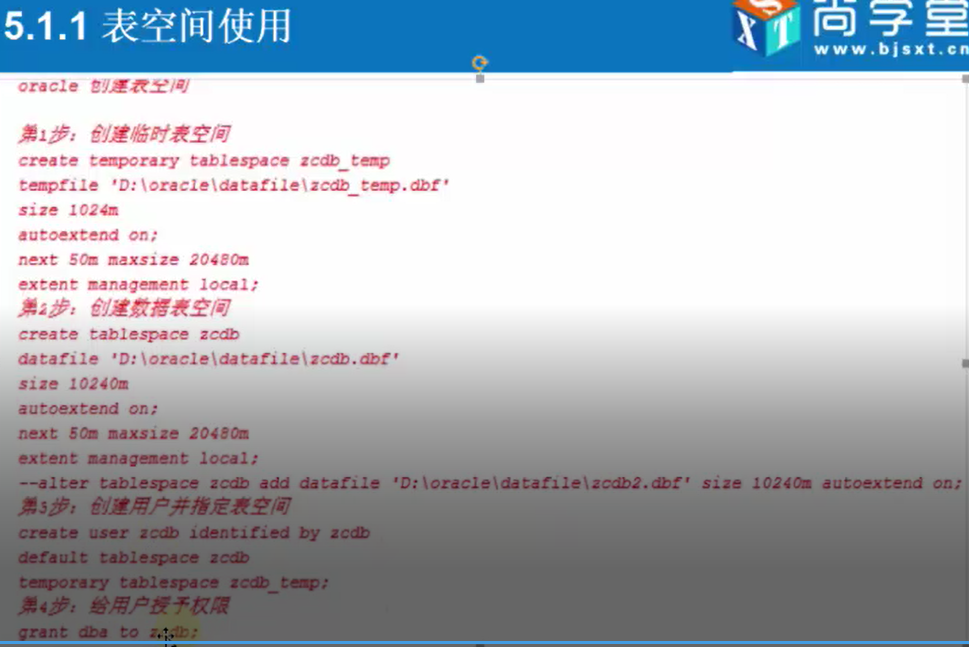 5.1.1 表空间使用
尚学堂
www.bjsxt.cn
oracle 创建表空间
第1步：创建临时表空间
create temporary tablespace zcdb_temp
tempfile 'D:\oracle\datafile\zcdb_temp.dbf'
size 1024m
autoextend on;
next 50m maxsize 20480m
extent management local;
第2步：创建数据表空间
create tablespace zcdb
datafile 'D:\oracle\datafile\zcdb.dbf'
size 10240m
autoextend on;
next 50m maxsize 20480m
extent management local;
--alter tablespace zcdb add datafile 'D:\oracle\datafile\zcdb2.dbf' size 10240m autoextend on;
第3步：创建用户并指定表空间
create user zcdb identified by zcdb
default tablespace zcdb
temporary tablespace zcdb_temp;
第4步：给用户授予权限
grant dba to zcdb;